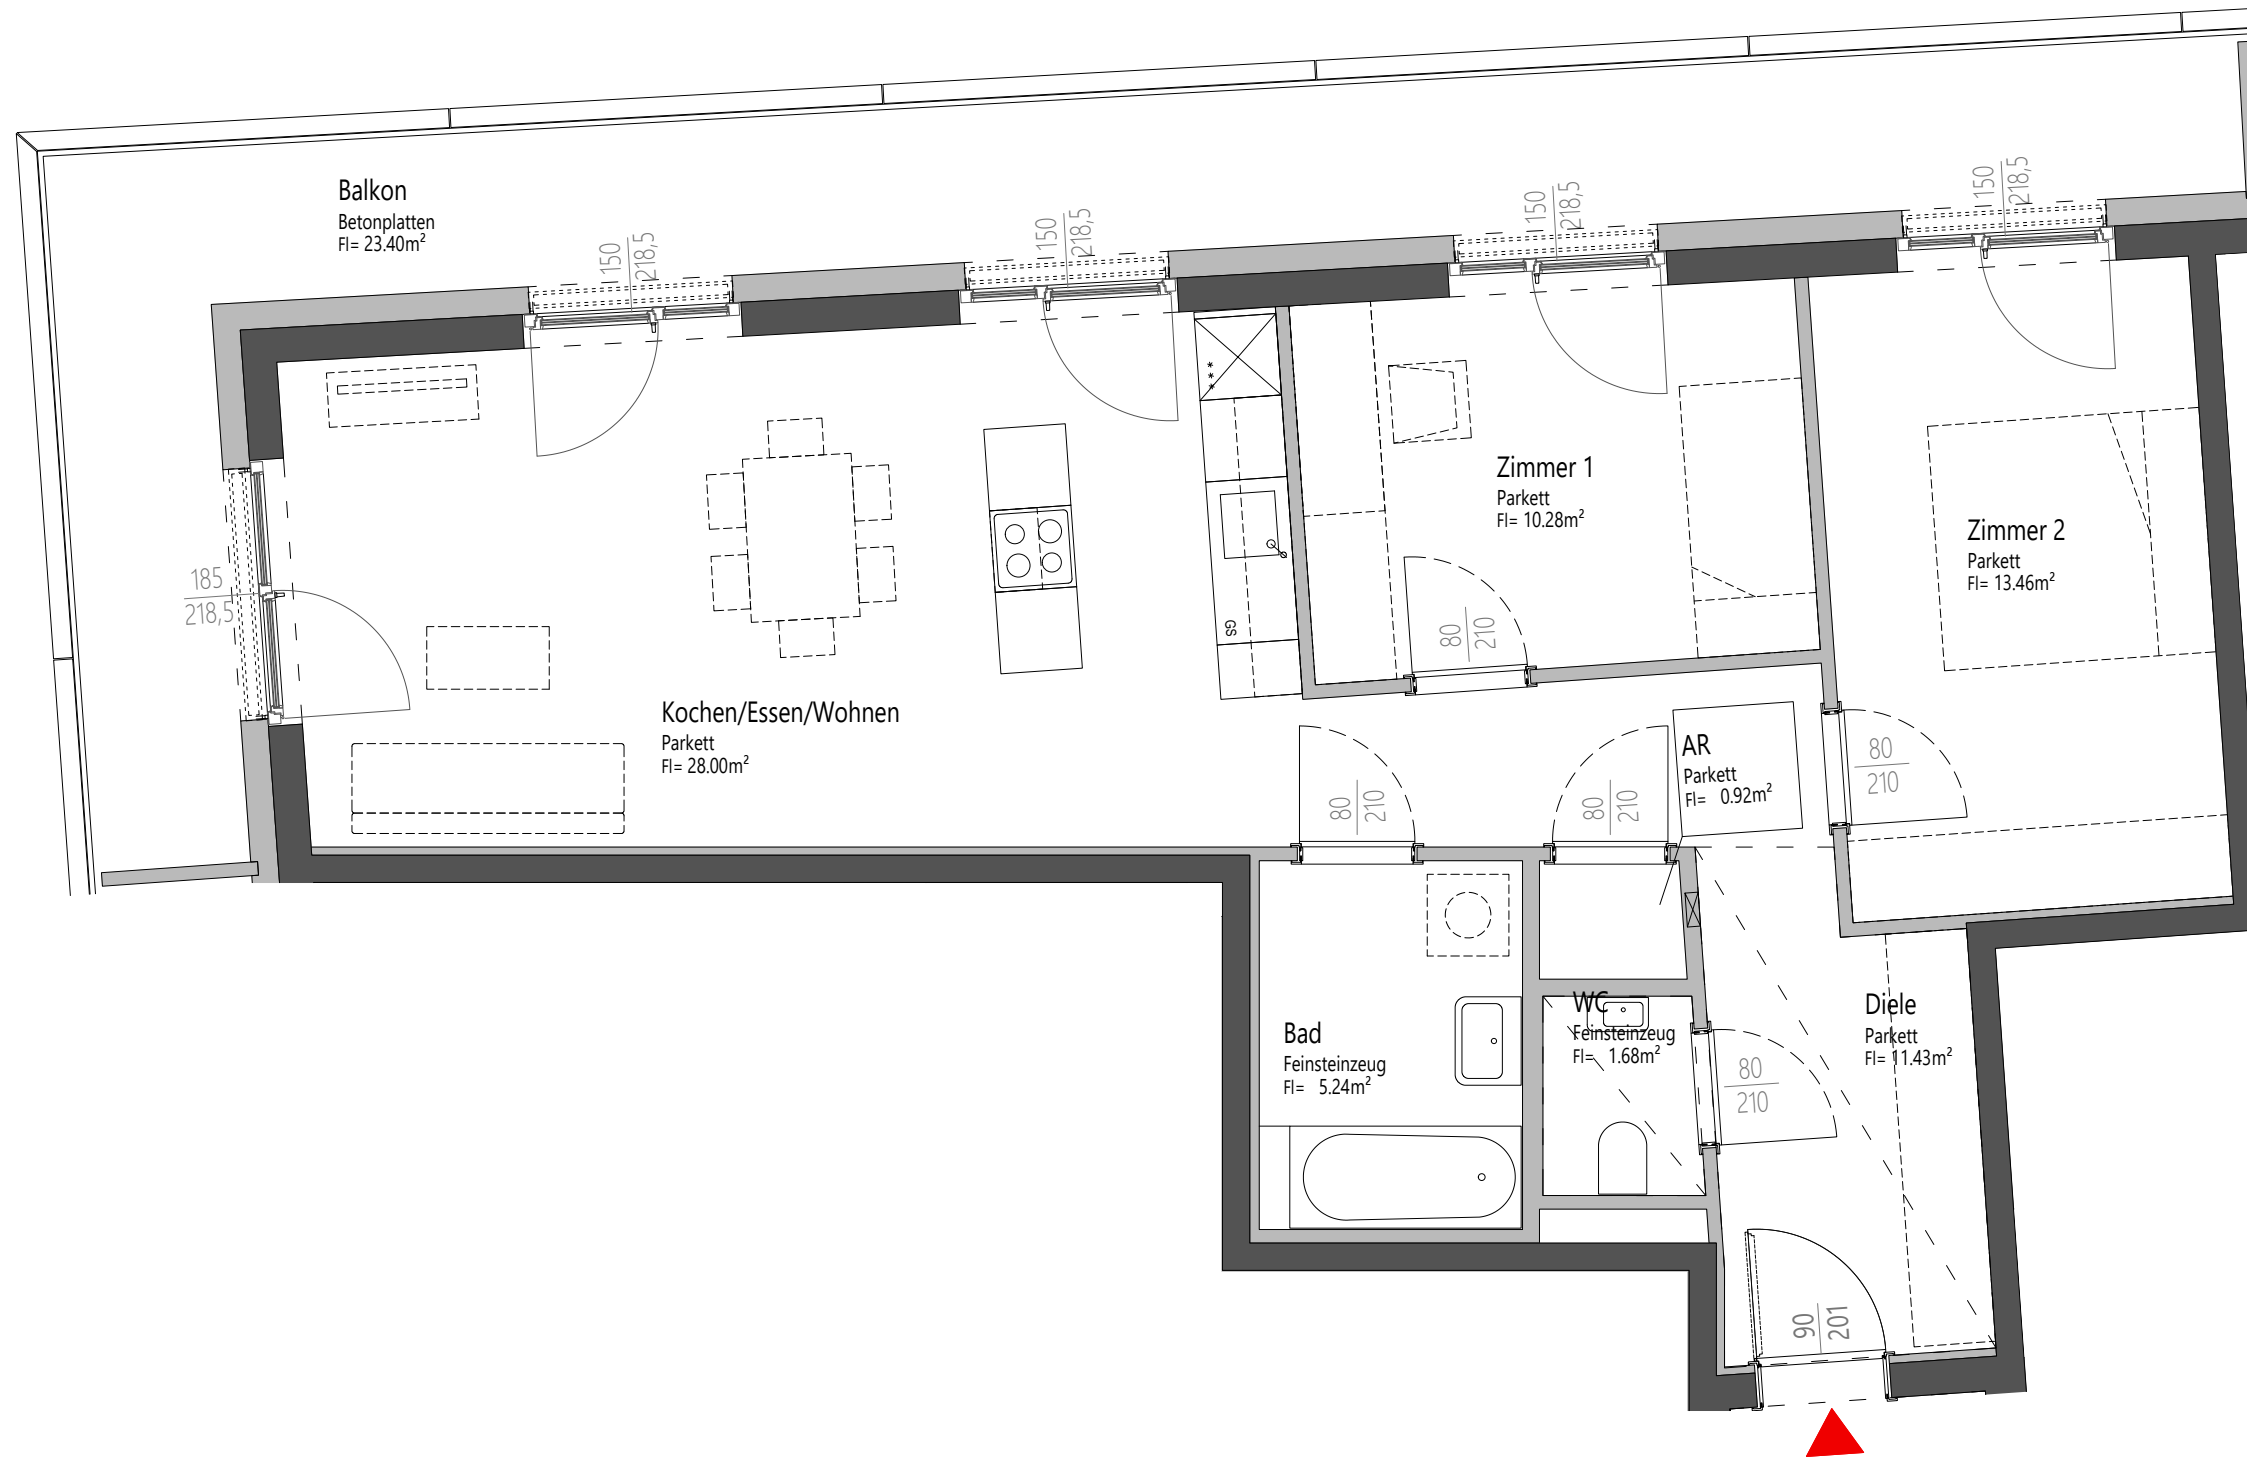 Balkon
Betonplatten
Fl= 23.40m²
150
218,5
150
218,5
150
218,5
150
218,5
185
218,5
***
GS
Kochen/Essen/Wohnen
Parkett
Fl= 28.00m²
Zimmer 1
Parkett
Fl= 10.28m²
80
210
Zimmer 2
Parkett
Fl= 13.46m²
80
210
80
210
80
210
AR
Parkett
Fl= 0.92m²
Bad
Feinsteinzeug
Fl= 5.24m²
WC
Feinsteinzeug
Fl= 1.68m²
80
210
Diele
Parkett
Fl= 11.43m²
90
201